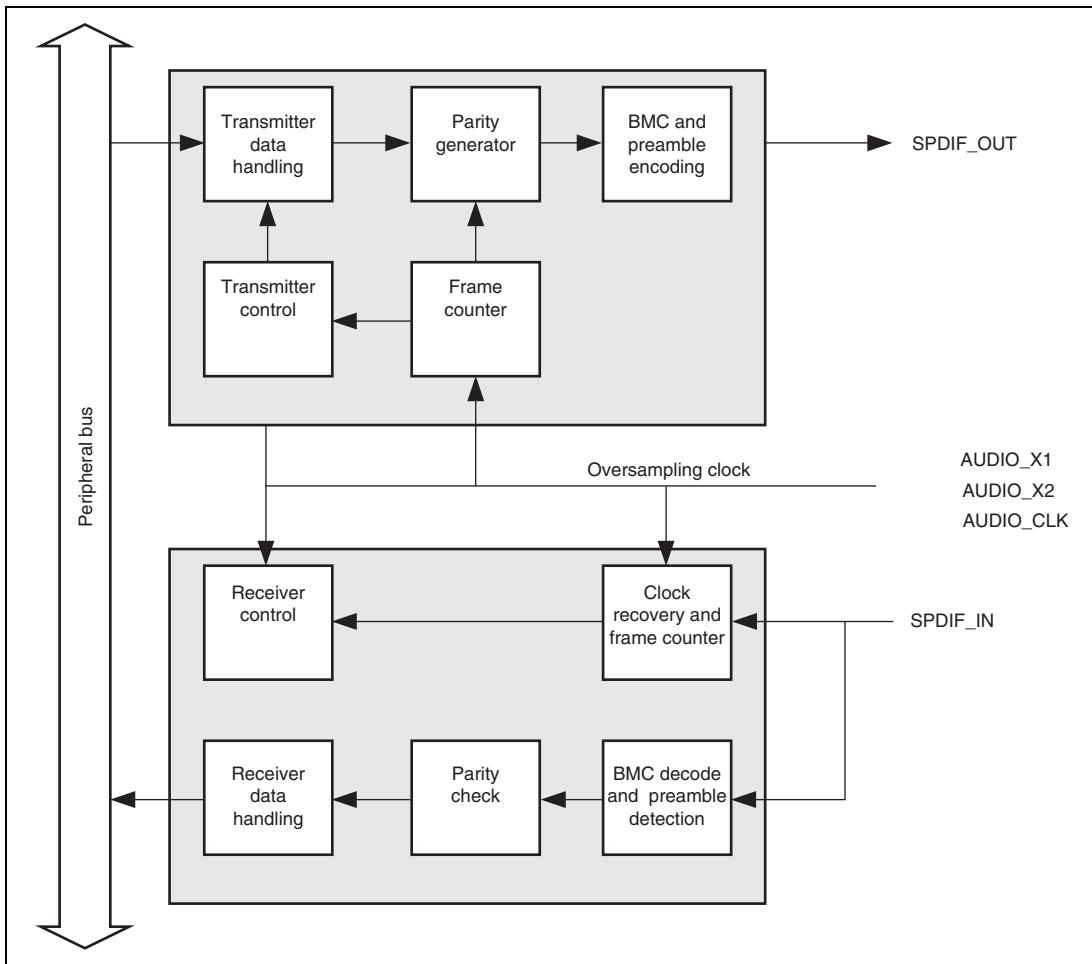 Peripheral bus
Transmitter
data
handling
Parity
generator
BMC and
preamble
encoding
SPDIF_OUT
Transmitter
control
Frame
counter
Oversampling clock
AUDIO_X1
AUDIO_X2
AUDIO_CLK
Receiver
control
Clock
recovery and
frame counter
SPDIF_IN
Receiver
data
handling
Parity
check
BMC decode
and preamble
detection